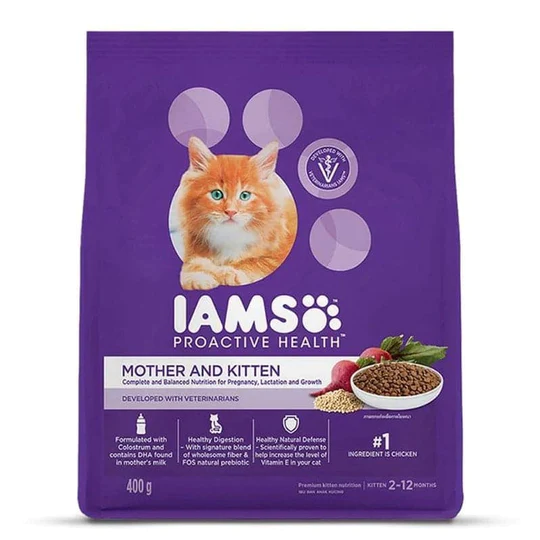 DEVELOPED WITH
VETERINARIANS
IAMS™
PROACTIVE HEALTH™
MOTHER AND KITTEN
Complete and Balanced Nutrition for Pregnancy, Lactation and Growth
DEVELOPED WITH VETERINARIANS
Formulated with
Colostrum and
contains DHA found
in mother's milk
Healthy Digestion
– With signature blend
of wholesome fiber &
FOS natural prebiotic
Healthy Natural Defense
– Scientifically proven to
help increase the level of
Vitamin E in your cat
#1
INGREDIENT IS CHICKEN
400 g
Premium kitten nutrition
KITTEN 2-12 MONTHS